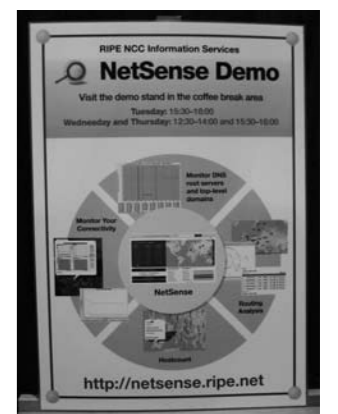 RIPE NCC Information Services
NetSense Demo
Visit the demo stand in the coffee break area
Tuesday: 15:30-16:00
Wednesday and Thursday: 12:30-14:00 and 15:30-16:00
Monitor DNS
root servers
and top-level
domains
Monitor Your
Connectivity
NetSense
Routing
Analysis
Hostcount
http://netsense.ripe.net